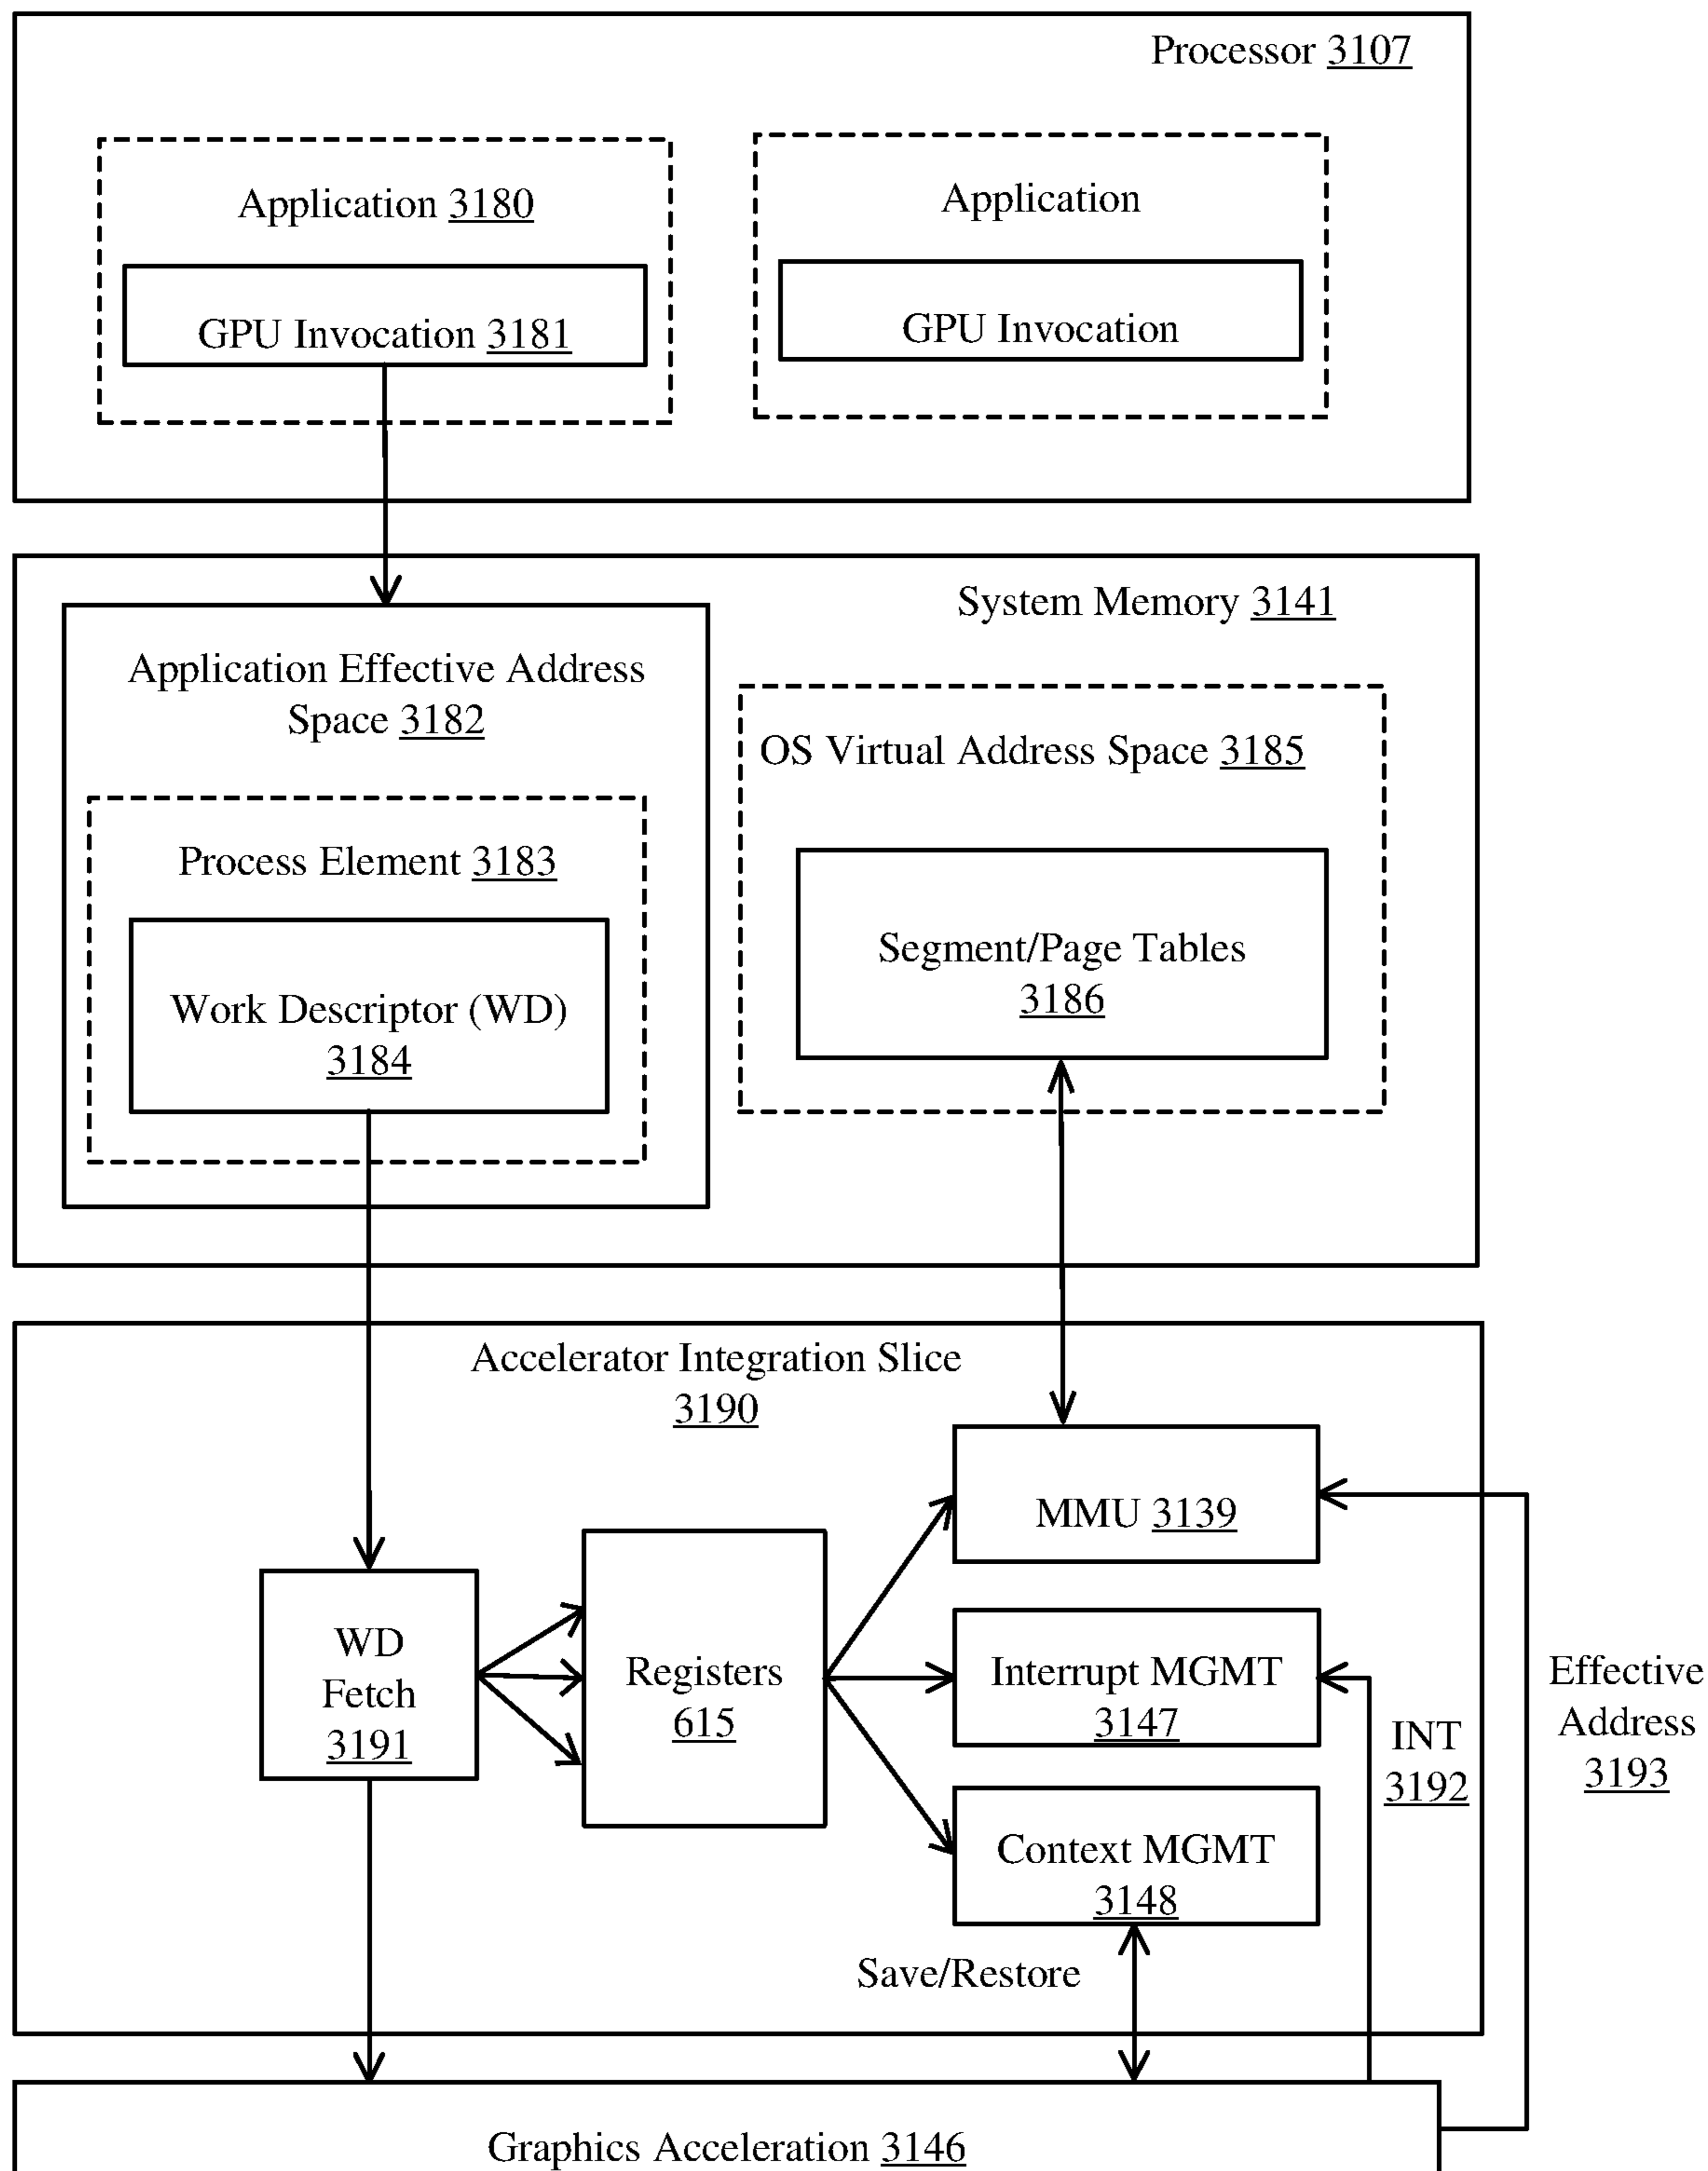 Processor 3107
Application 3180
GPU Invocation 3181
Application
GPU Invocation
System Memory 3141
Application Effective Address
Space 3182
Process Element 3183
Work Descriptor (WD)
3184
OS Virtual Address Space 3185
Segment/Page Tables
3186
Accelerator Integration Slice
3190
WD
Fetch
3191
Registers
615
MMU 3139
Interrupt MGMT
3147
Context MGMT
3148
Save/Restore
INT
3192
Effective
Address
3193
Graphics Acceleration 3146